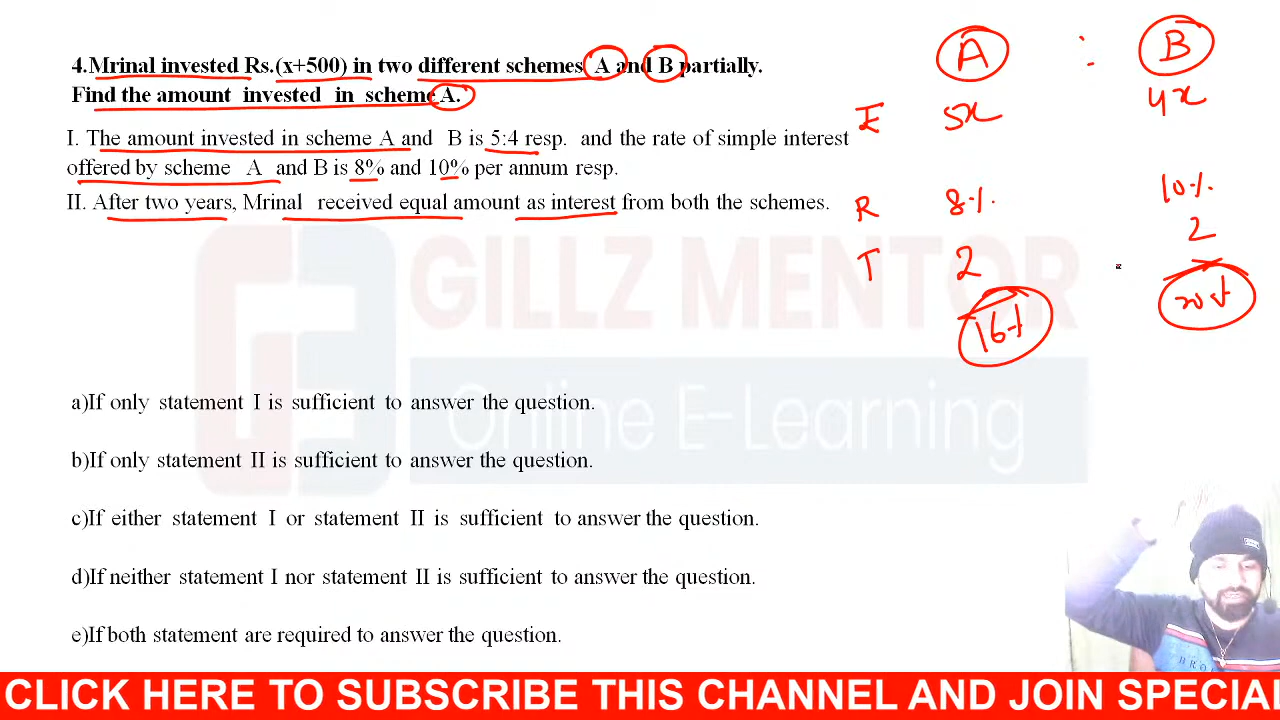 4.Mrinal invested Rs.(x+500) in two different schemes A and B partially.
Find the amount invested in scheme A.
I. The amount invested in scheme A and B is 5:4 resp. and the rate of simple interest
offered by scheme A and B is 8% and 10% per annum resp.
II. After two years, Mrinal received equal amount as interest from both the schemes.
A : B
I 5x 4x
R 8% 10%
T 2 2
16%
GILLZ MENTOR
Online E-Learning
a)If only statement I is sufficient to answer the question.
b)If only statement II is sufficient to answer the question.
c)If either statement I or statement II is sufficient to answer the question.
d)If neither statement I nor statement II is sufficient to answer the question.
e)If both statement are required to answer the question.
CLICK HERE TO SUBSCRIBE THIS CHANNEL AND JOIN SPECIAL